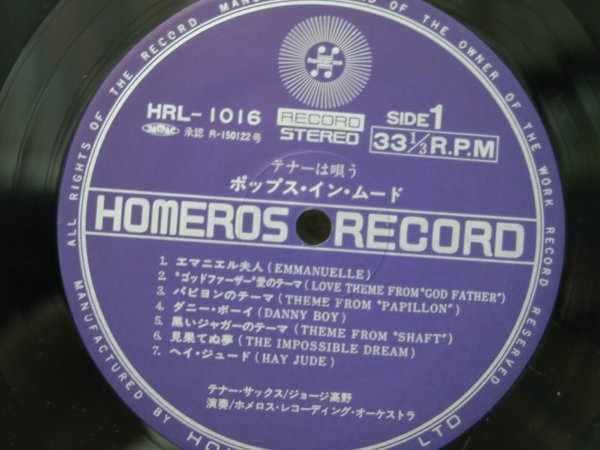 HRL-1016
承認 R-150122号
RECORD
STEREO
SIDE 1
33 1/3 R.P.M
テナーは唄う
ポップス・イン・ムード
HOMEROS RECORD
1. エマニエル夫人 (EMMANUELLE)
2. "ゴッドファーザー"愛のテーマ (LOVE THEME FROM "GOD FATHER")
3. パピヨンのテーマ (THEME FROM "PAPILLON")
4. ダニー・ボーイ (DANNY BOY)
5. 黒いジャガーのテーマ (THEME FROM "SHAFT")
6. 見果てぬ夢 (THE IMPOSSIBLE DREAM)
7. ヘイ・ジュード (HAY JUDE)
テナー・サックス/ジョージ高野
演奏/ホメロス・レコーディング・オーケストラ
ALL RIGHTS OF THE RECORD MANU
OF THE OWNER OF THE WORK RECORD
RESERVED
MANUFACTURED BY HO
LTD